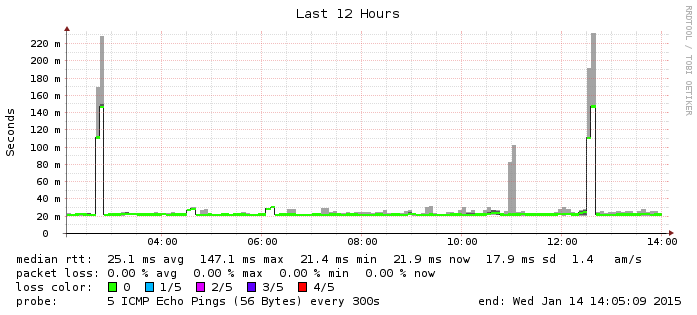 Last 12 Hours
RRDTOOL / TOBI OETIKER
Seconds
220 m
200 m
180 m
160 m
140 m
120 m
100 m
80 m
60 m
40 m
20 m
0
04:00 06:00 08:00 10:00 12:00 14:00
median rtt: 25.1 ms avg 147.1 ms max 21.4 ms min 21.9 ms now 17.9 ms sd 1.4 am/s
packet loss: 0.00 % avg 0.00 % max 0.00 % min 0.00 % now
loss color: 0 1/5 2/5 3/5 4/5
probe: 5 ICMP Echo Pings (56 Bytes) every 300s end: Wed Jan 14 14:05:09 2015